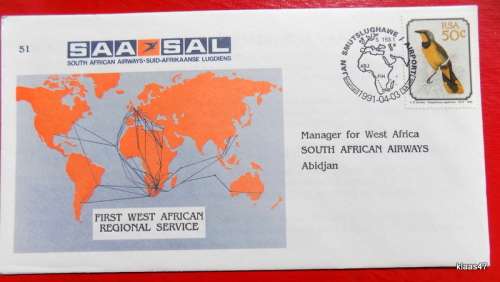 51
SAA SAL
SOUTH AFRICAN AIRWAYS - SUID-AFRIKAANSE LUGDIENS
FIRST WEST AFRICAN
REGIONAL SERVICE
JAN SMUTSLUGHAWE / AIRPORT
1991-04-03
RSA
50c
Manager for West Africa
SOUTH AFRICAN AIRWAYS
Abidjan
klaas47